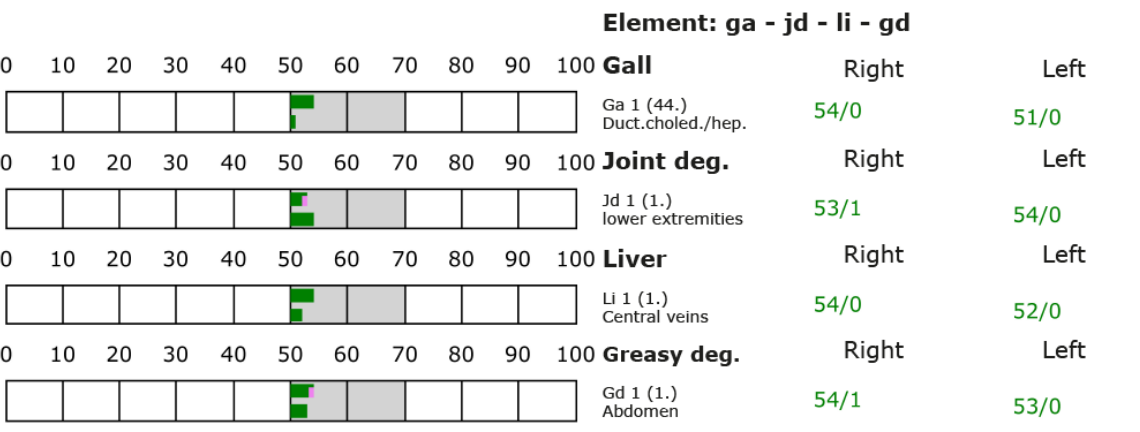 Element: ga - jd - li - gd
0 10 20 30 40 50 60 70 80 90 100 Gall Right Left
Ga 1 (44.) 54/0 51/0
Duct.choled./hep.
0 10 20 30 40 50 60 70 80 90 100 Joint deg. Right Left
Jd 1 (1.) 53/1 54/0
lower extremities
0 10 20 30 40 50 60 70 80 90 100 Liver Right Left
Li 1 (1.) 54/0 52/0
Central veins
0 10 20 30 40 50 60 70 80 90 100 Greasy deg. Right Left
Gd 1 (1.) 54/1 53/0
Abdomen